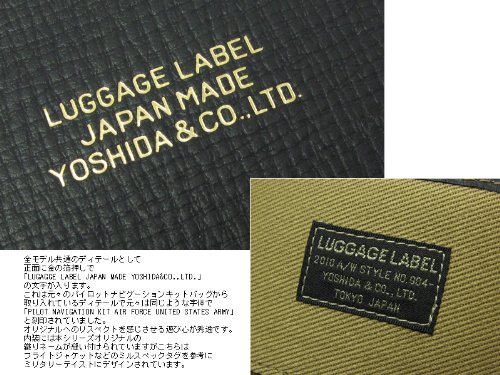 LUGGAGE LABEL
JAPAN MADE
YOSHIDA & CO.,LTD.
LUGGAGE LABEL
2010 A/W STYLE NO.904
YOSHIDA & CO.,LTD.
TOKYO JAPAN
全モデル共通のディテールとして
正面に金の箔押しで
「LUGGAGE LABEL JAPAN MADE YOSHIDA&CO.,LTD.」
の文字が入ります。
これは元々のパイロットナビゲーションキットバッグから
取り入れているディテールで元々は同じような字体で
「PILOT NAVIGATION KIT AIR FORCE UNITED STATES ARMY」
と刻印されていました。
オリジナルへのリスペクトを感じさせる遊び心が秀逸です。
内装には本シリーズオリジナルの
織りネームが縫い付けられていますがこちらは
フライトジャケットなどのミルスペックタグを参考に
ミリタリーテイストにデザインされています。